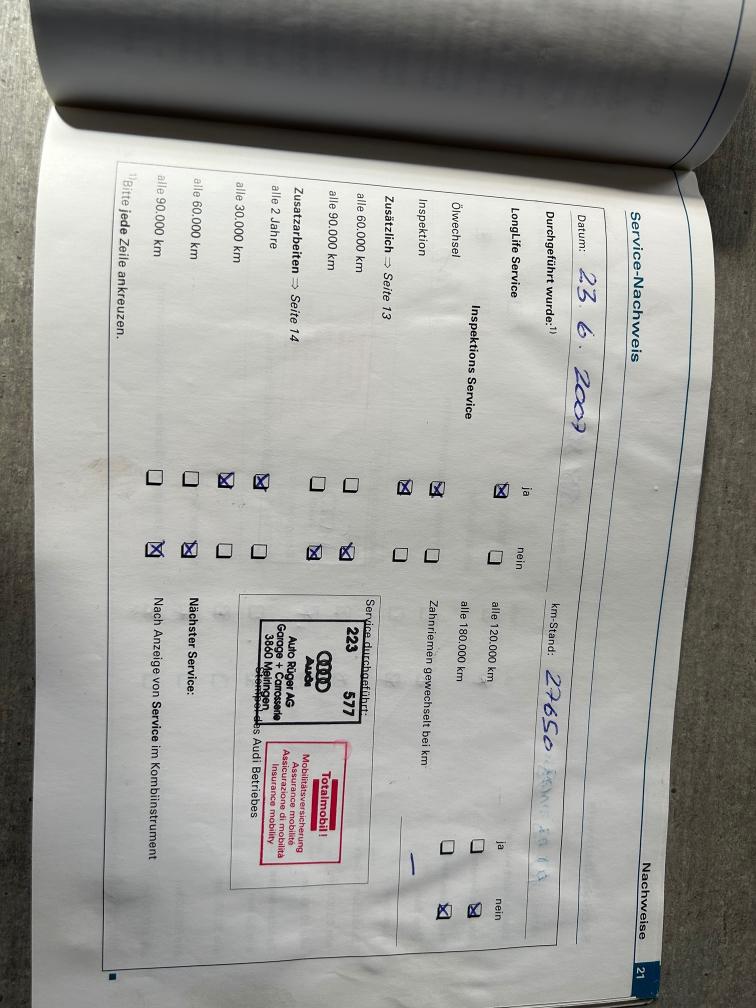 Nachweise 21
Service-Nachweis
Datum: 23. 6. 2007 km-Stand: 27650
Durchgeführt wurde:1)
ja nein ja nein
LongLife Service ☒ ☐ alle 120.000 km ☐ ☒
Inspektions Service alle 180.000 km ☐ ☒
Ölwechsel ☒ ☐ Zahnriemen gewechselt bei km —
Inspektion ☒ ☐
Zusätzlich ⇒ Seite 13
alle 60.000 km ☐ ☒
alle 90.000 km ☐ ☒
Zusatzarbeiten ⇒ Seite 14
alle 2 Jahre ☒ ☐
alle 30.000 km ☒ ☐
alle 60.000 km ☐ ☒
alle 90.000 km ☐ ☒
Service durchgeführt:
223 577
Audi
Auto Rüger AG
Garage + Carrosserie
3860 Meiringen
Totalmobil!
Mobilitätsversicherung
Assurance mobilité
Assicurazione di mobilità
Insurance mobility
Stempel des Audi Betriebes
Nächster Service:
Nach Anzeige von Service im Kombiinstrument
1) Bitte jede Zeile ankreuzen.